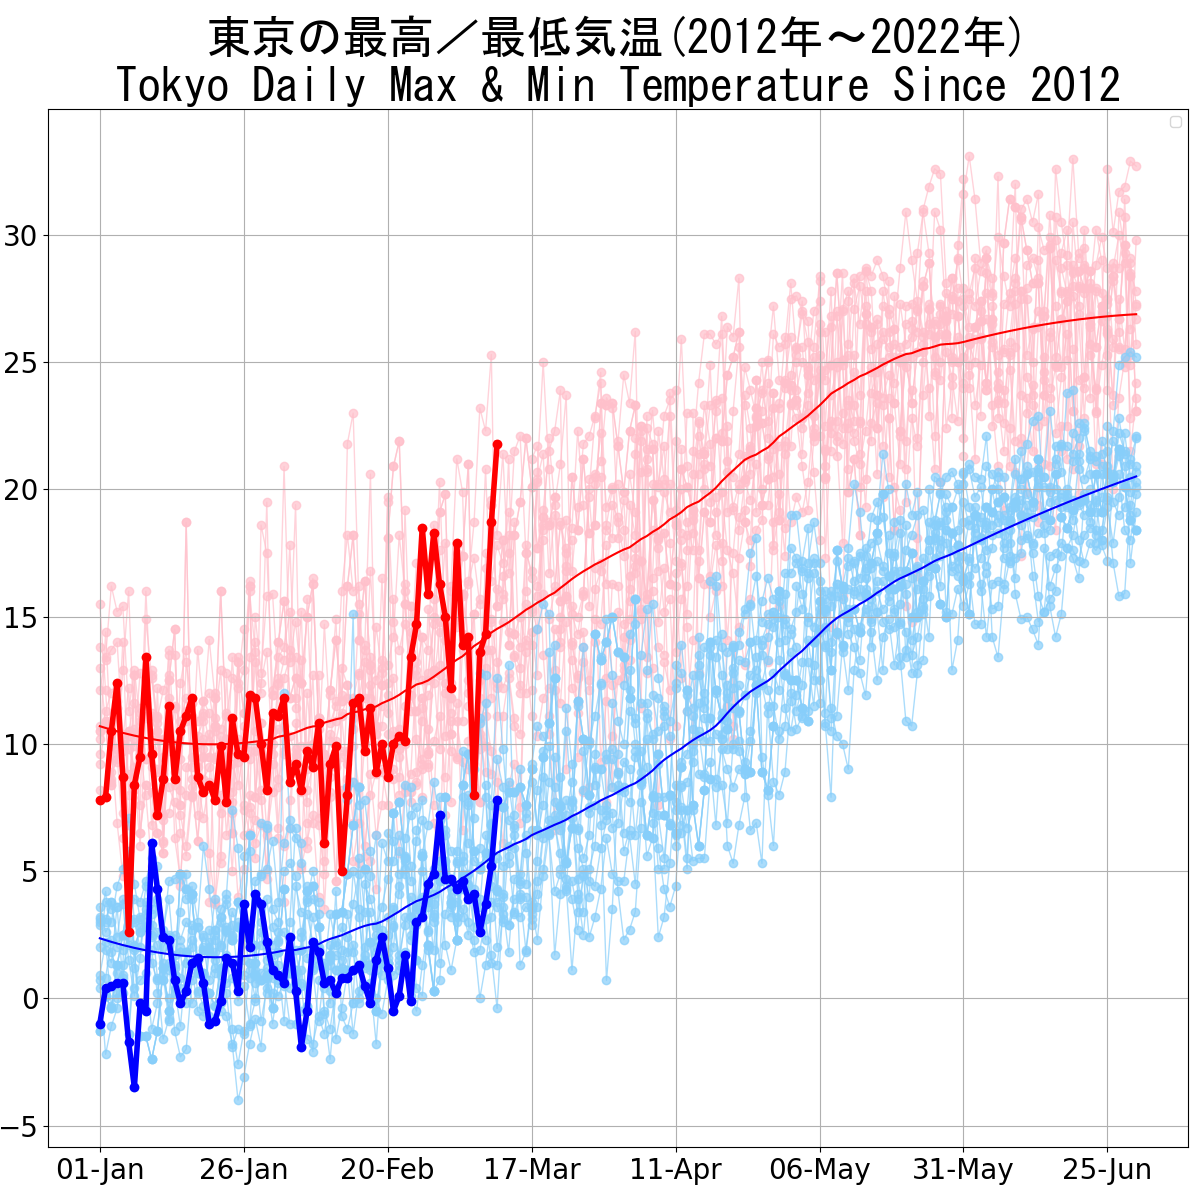 東京の最高／最低気温(2012年～2022年)
Tokyo Daily Max & Min Temperature Since 2012
30
25
20
15
10
5
0
−5
01-Jan 26-Jan 20-Feb 17-Mar 11-Apr 06-May 31-May 25-Jun